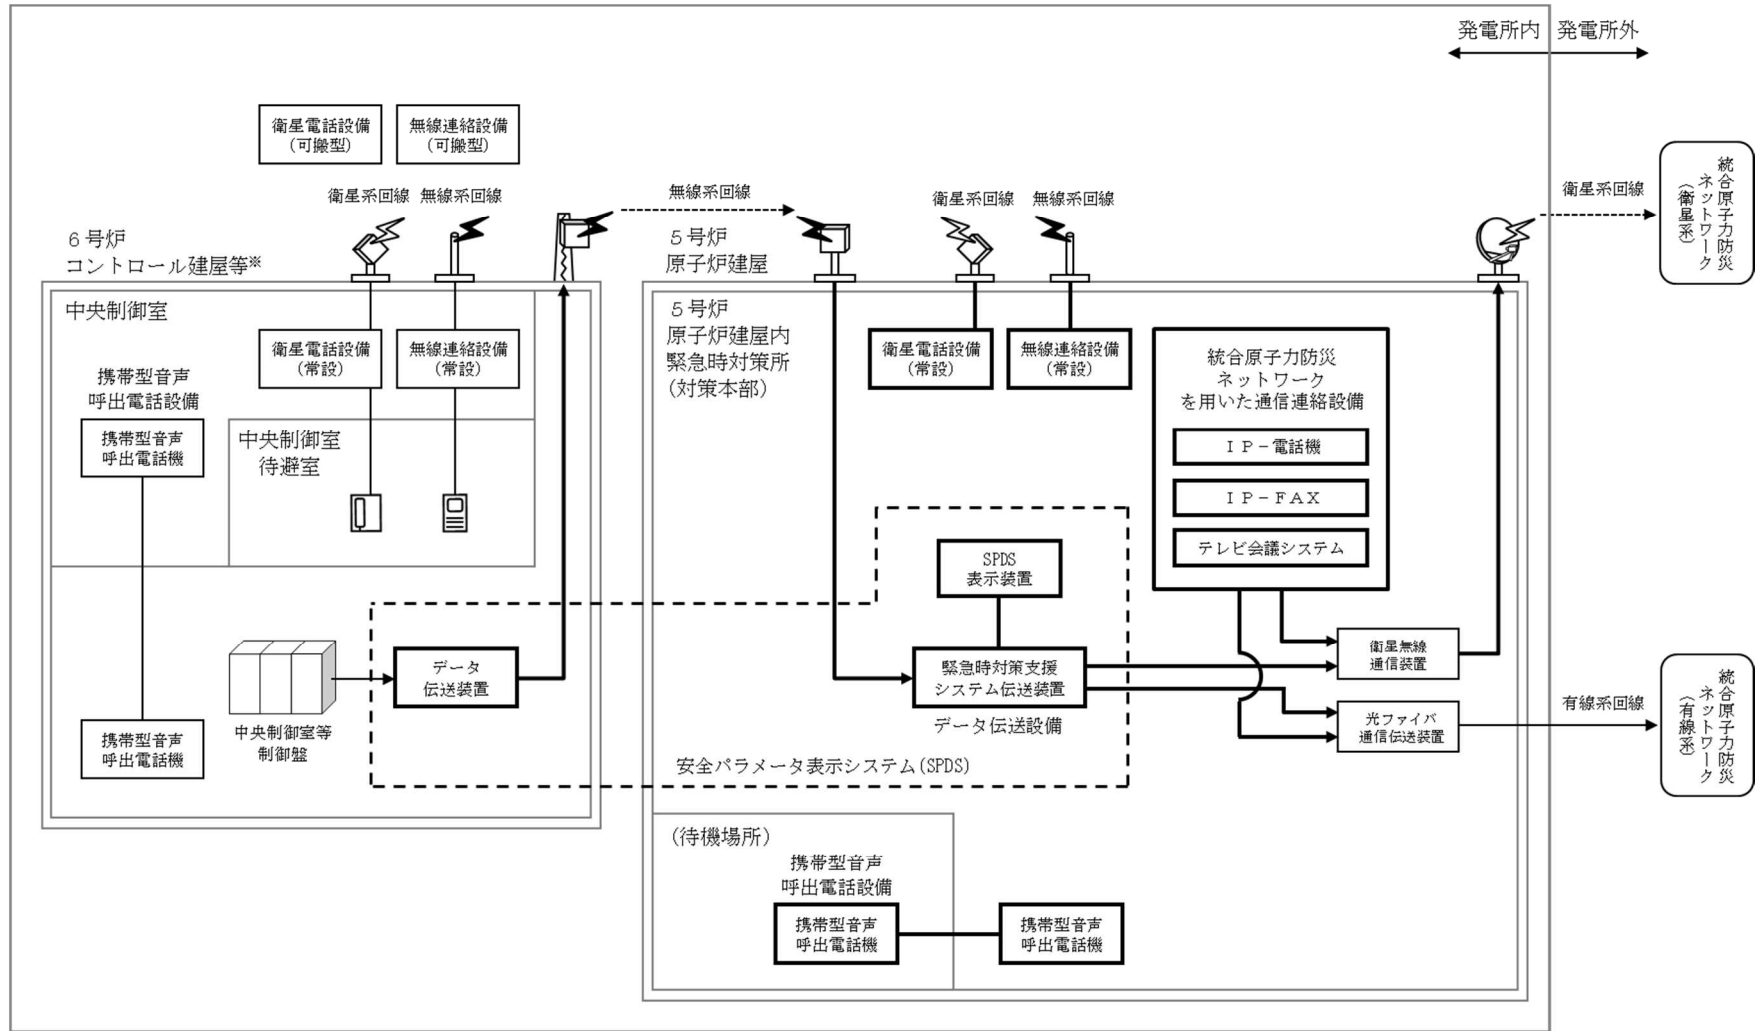 発電所内
発電所外
衛星電話設備
(可搬型)
無線連絡設備
(可搬型)
衛星系回線
無線系回線
無線系回線
衛星系回線
無線系回線
衛星系回線
統合原子力防災
ネットワーク
(衛星系)
6号炉
コントロール建屋等※
5号炉
原子炉建屋
中央制御室
衛星電話設備
(常設)
無線連絡設備
(常設)
携帯型音声
呼出電話設備
携帯型音声
呼出電話機
中央制御室
待避室
中央制御室等
制御盤
データ
伝送装置
携帯型音声
呼出電話機
5号炉
原子炉建屋内
緊急時対策所
(対策本部)
衛星電話設備
(常設)
無線連絡設備
(常設)
統合原子力防災
ネットワーク
を用いた通信連絡設備
IP-電話機
IP-FAX
テレビ会議システム
SPDS
表示装置
緊急時対策支援
システム伝送装置
データ伝送設備
安全パラメータ表示システム(SPDS)
衛星無線
通信装置
光ファイバ
通信伝送装置
有線系回線
統合原子力防災
ネットワーク
(有線系)
(待機場所)
携帯型音声
呼出電話設備
携帯型音声
呼出電話機
携帯型音声
呼出電話機